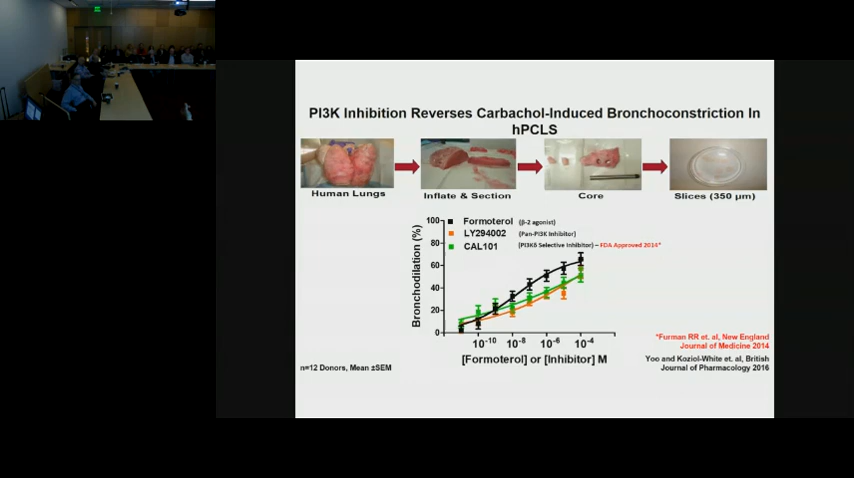 PI3K Inhibition Reverses Carbachol-Induced Bronchoconstriction In
hPCLS
Human Lungs
Inflate & Section
Core
Slices (350 µm)
Formoterol (β-2 agonist)
LY294002 (Pan-PI3K Inhibitor)
CAL101 (PI3Kδ Selective Inhibitor) – FDA Approved 2014*
Bronchodilation (%)
100
80
60
40
20
0
10-10 10-8 10-6 10-4
[Formoterol] or [Inhibitor] M
*Furman RR et. al, New England
Journal of Medicine 2014
Yoo and Koziol-White et. al, British
Journal of Pharmacology 2016
n=12 Donors, Mean ±SEM